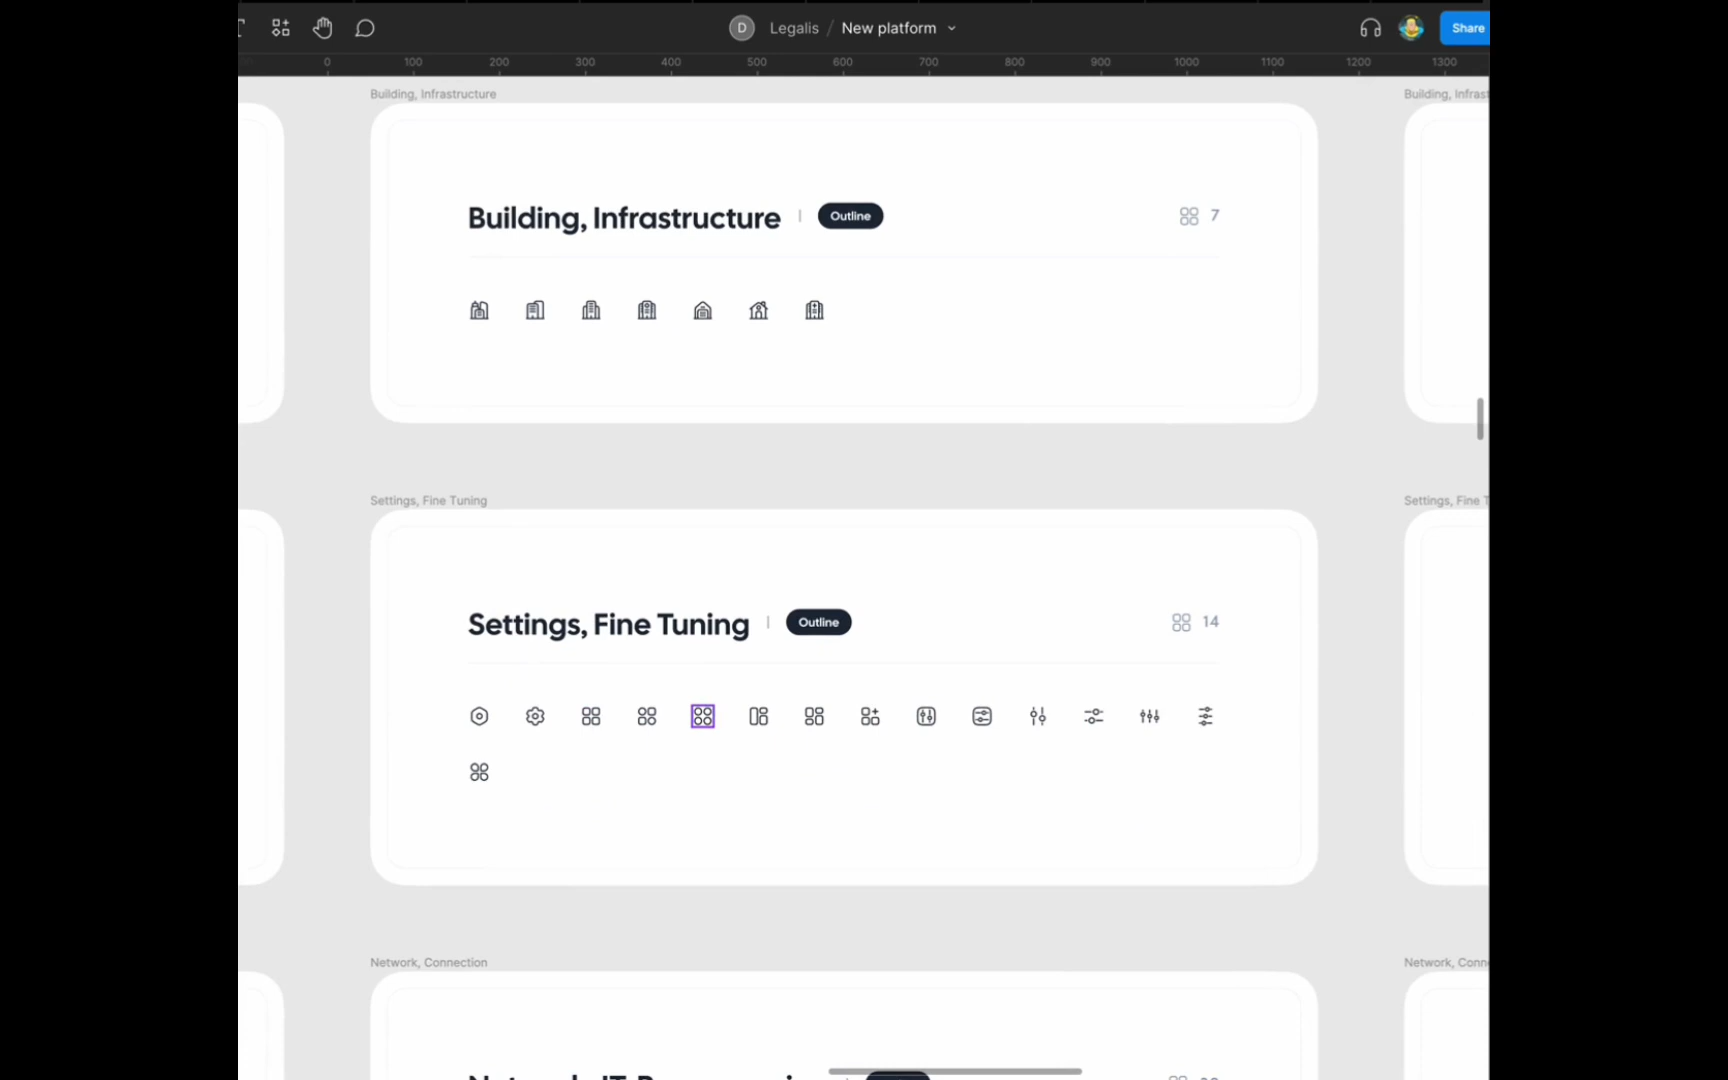 D Legalis / New platform Share
0 100 200 300 400 500 600 700 800 900 1000 1100 1200 1300
Building, Infrastructure
Building, Infrast
Building, Infrastructure | Outline 7
Settings, Fine Tuning
Settings, Fine T
Settings, Fine Tuning | Outline 14
Network, Connection
Network, Conn